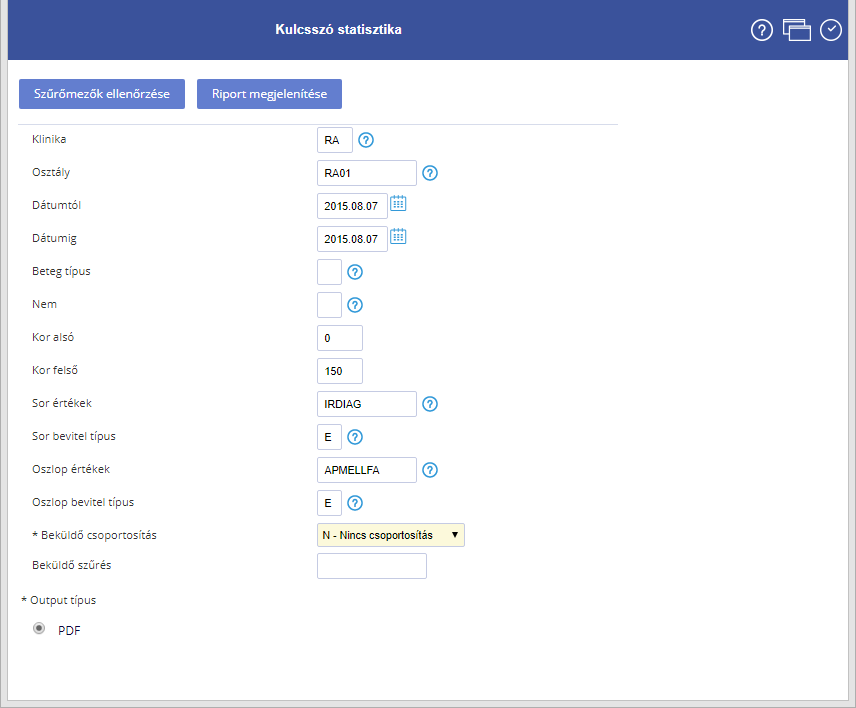 Kulcsszó statisztika
Szűrőmezők ellenőrzése Riport megjelenítése
Klinika RA
Osztály RA01
Dátumtól 2015.08.07
Dátumig 2015.08.07
Beteg típus
Nem
Kor alsó 0
Kor felső 150
Sor értékek IRDIAG
Sor bevitel típus E
Oszlop értékek APMELLFA
Oszlop bevitel típus E
* Beküldő csoportosítás N - Nincs csoportosítás
Beküldő szűrés
* Output típus
PDF